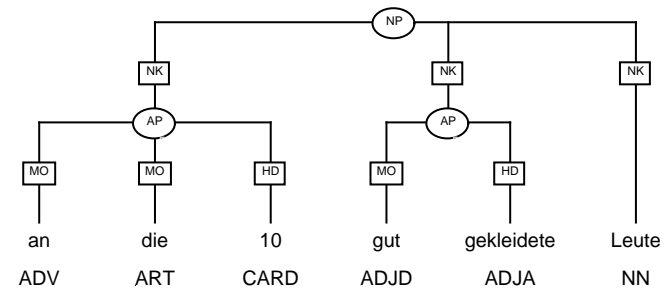 NP
NK NK NK
AP AP
MO MO HD MO HD
an die 10 gut gekleidete Leute
ADV ART CARD ADJD ADJA NN